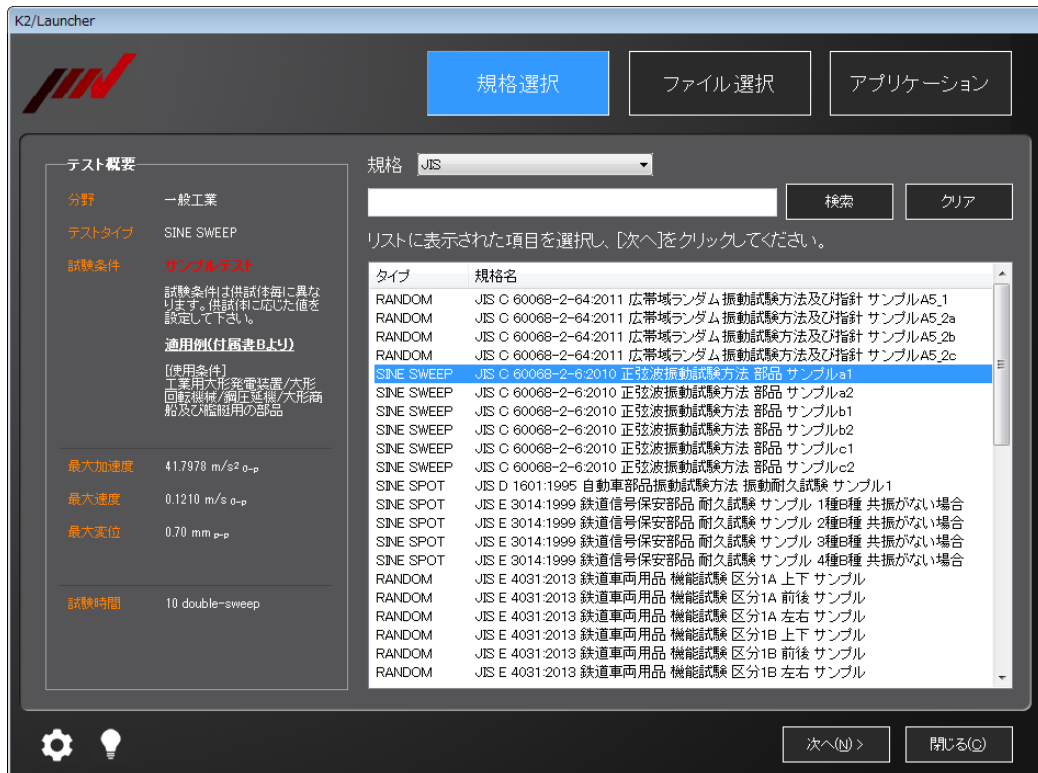 K2/Launcher
規格選択
ファイル選択
アプリケーション
テスト概要
分野 一般工業
テストタイプ SINE SWEEP
試験条件 サンプルテスト
試験条件は供試体毎に異な
ります。供試体に応じた値を
設定して下さい。
適用例(付属書Bより)
[使用条件]
工業用大形発電装置/大形
回転機械/鋼圧延機/大形商
船及び艦艇用の部品
最大加速度 41.7978 m/s² 0-p
最大速度 0.1210 m/s 0-p
最大変位 0.70 mm p-p
試験時間 10 double-sweep
規格 JIS
検索 クリア
リストに表示された項目を選択し、[次へ]をクリックしてください。
タイプ 規格名
RANDOM JIS C 60068-2-64:2011 広帯域ランダム振動試験方法及び指針 サンプルA5_1
RANDOM JIS C 60068-2-64:2011 広帯域ランダム振動試験方法及び指針 サンプルA5_2a
RANDOM JIS C 60068-2-64:2011 広帯域ランダム振動試験方法及び指針 サンプルA5_2b
RANDOM JIS C 60068-2-64:2011 広帯域ランダム振動試験方法及び指針 サンプルA5_2c
SINE SWEEP JIS C 60068-2-6:2010 正弦波振動試験方法 部品 サンプルa1
SINE SWEEP JIS C 60068-2-6:2010 正弦波振動試験方法 部品 サンプルa2
SINE SWEEP JIS C 60068-2-6:2010 正弦波振動試験方法 部品 サンプルb1
SINE SWEEP JIS C 60068-2-6:2010 正弦波振動試験方法 部品 サンプルb2
SINE SWEEP JIS C 60068-2-6:2010 正弦波振動試験方法 部品 サンプルc1
SINE SWEEP JIS C 60068-2-6:2010 正弦波振動試験方法 部品 サンプルc2
SINE SPOT JIS D 1601:1995 自動車部品振動試験方法 振動耐久試験 サンプル1
SINE SPOT JIS E 3014:1999 鉄道信号保安部品 耐久試験 サンプル 1種B種 共振がない場合
SINE SPOT JIS E 3014:1999 鉄道信号保安部品 耐久試験 サンプル 2種B種 共振がない場合
SINE SPOT JIS E 3014:1999 鉄道信号保安部品 耐久試験 サンプル 3種B種 共振がない場合
SINE SPOT JIS E 3014:1999 鉄道信号保安部品 耐久試験 サンプル 4種B種 共振がない場合
RANDOM JIS E 4031:2013 鉄道車両用品 機能試験 区分1A 上下 サンプル
RANDOM JIS E 4031:2013 鉄道車両用品 機能試験 区分1A 前後 サンプル
RANDOM JIS E 4031:2013 鉄道車両用品 機能試験 区分1A 左右 サンプル
RANDOM JIS E 4031:2013 鉄道車両用品 機能試験 区分1B 上下 サンプル
RANDOM JIS E 4031:2013 鉄道車両用品 機能試験 区分1B 前後 サンプル
RANDOM JIS E 4031:2013 鉄道車両用品 機能試験 区分1B 左右 サンプル
次へ(N) >
閉じる(C)